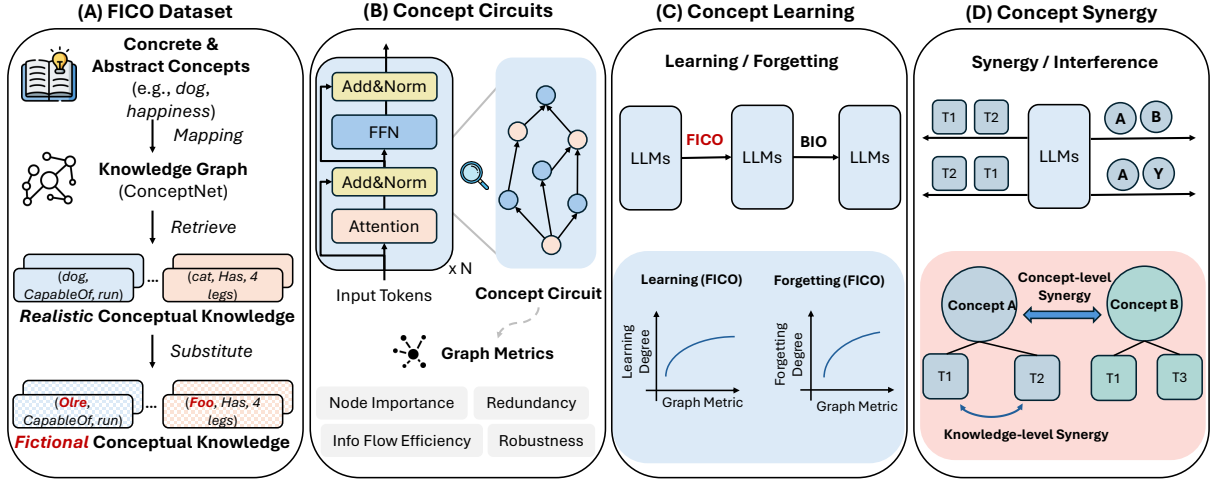 (A) FICO Dataset
Concrete &
Abstract Concepts
(e.g., dog,
happiness)
Mapping
Knowledge Graph
(ConceptNet)
Retrieve
(dog,
CapableOf, run)
...
(cat, Has, 4
legs)
Realistic Conceptual Knowledge
Substitute
(Olre,
CapableOf, run)
...
(Foo, Has, 4
legs)
Fictional Conceptual Knowledge
(B) Concept Circuits
Add&Norm
FFN
Add&Norm
Attention
x N
Input Tokens
Concept Circuit
Graph Metrics
Node Importance
Redundancy
Info Flow Efficiency
Robustness
(C) Concept Learning
Learning / Forgetting
LLMs
FICO
LLMs
BIO
LLMs
Learning (FICO)
Learning
Degree
Graph Metric
Forgetting (FICO)
Forgetting
Degree
Graph Metric
(D) Concept Synergy
Synergy / Interference
T1 T2
T2 T1
LLMs
A B
A Y
Concept A
Concept-level
Synergy
Concept B
T1
T2
T1
T3
Knowledge-level Synergy